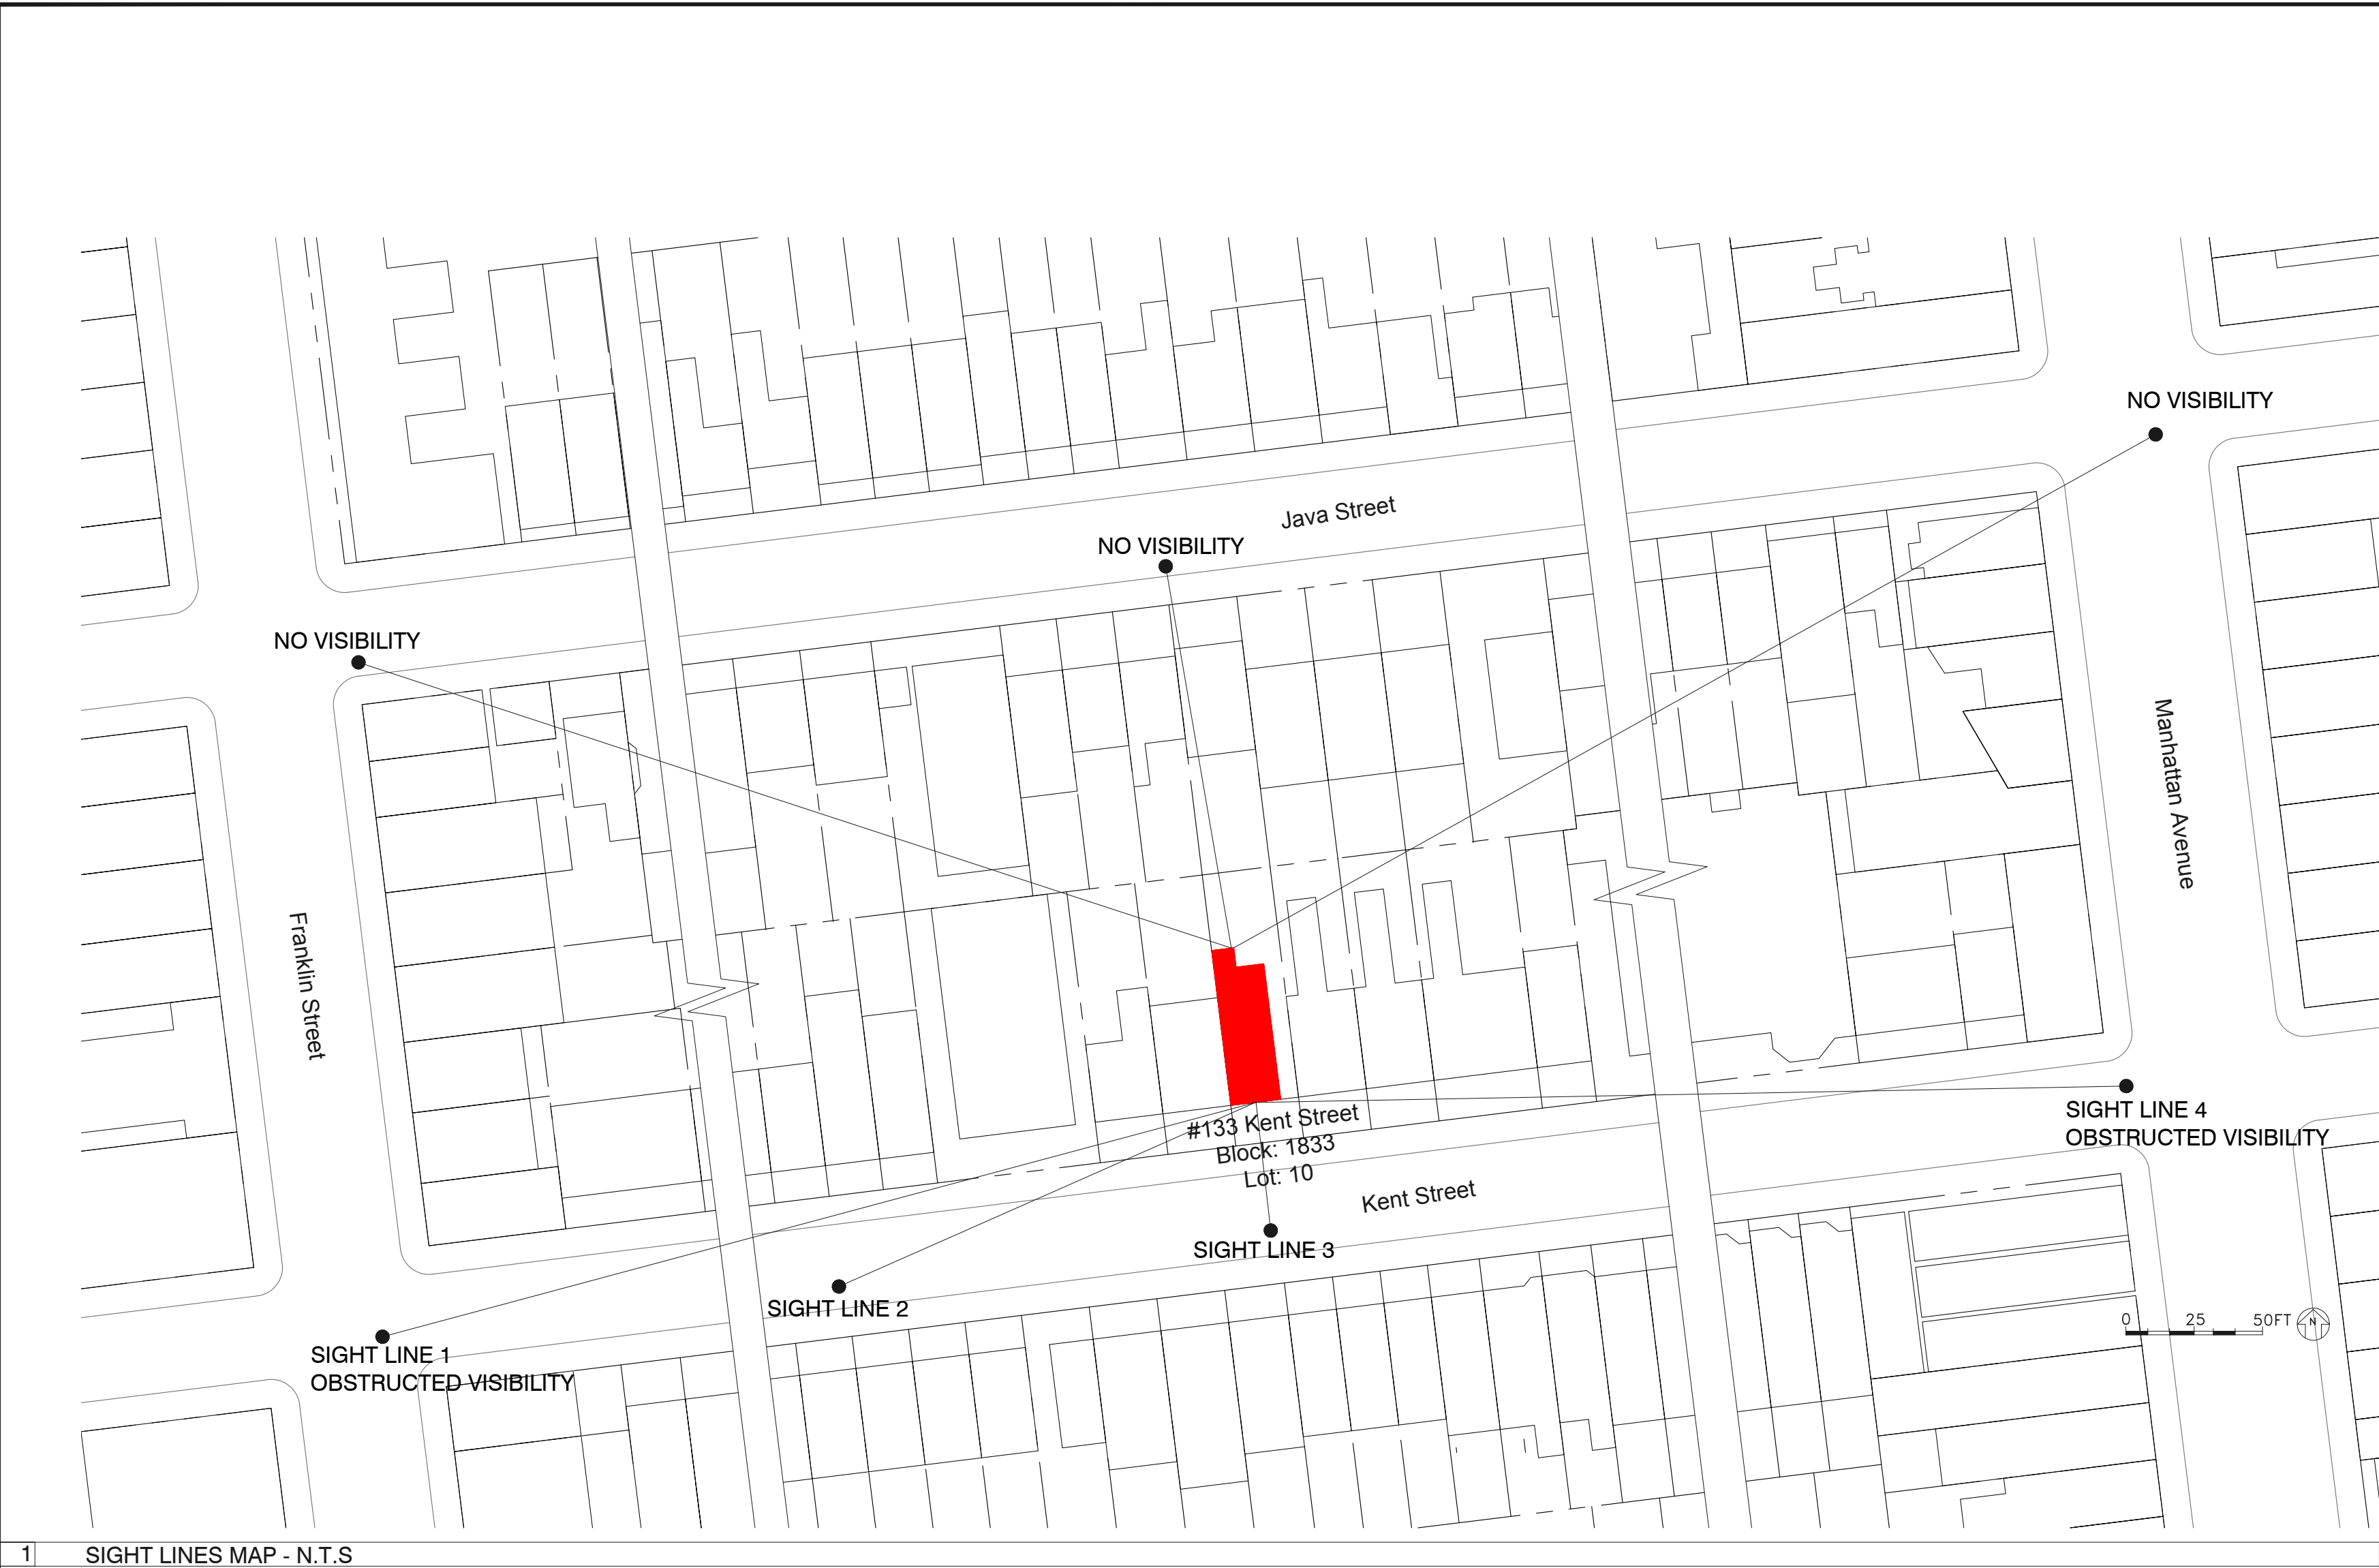 NO VISIBILITY
Java Street
NO VISIBILITY
NO VISIBILITY
Manhattan Avenue
Franklin Street
#133 Kent Street
Block: 1833
Lot: 10
SIGHT LINE 4
OBSTRUCTED VISIBILITY
Kent Street
SIGHT LINE 3
SIGHT LINE 2
SIGHT LINE 1
OBSTRUCTED VISIBILITY
0 25 50FT N
1 SIGHT LINES MAP - N.T.S